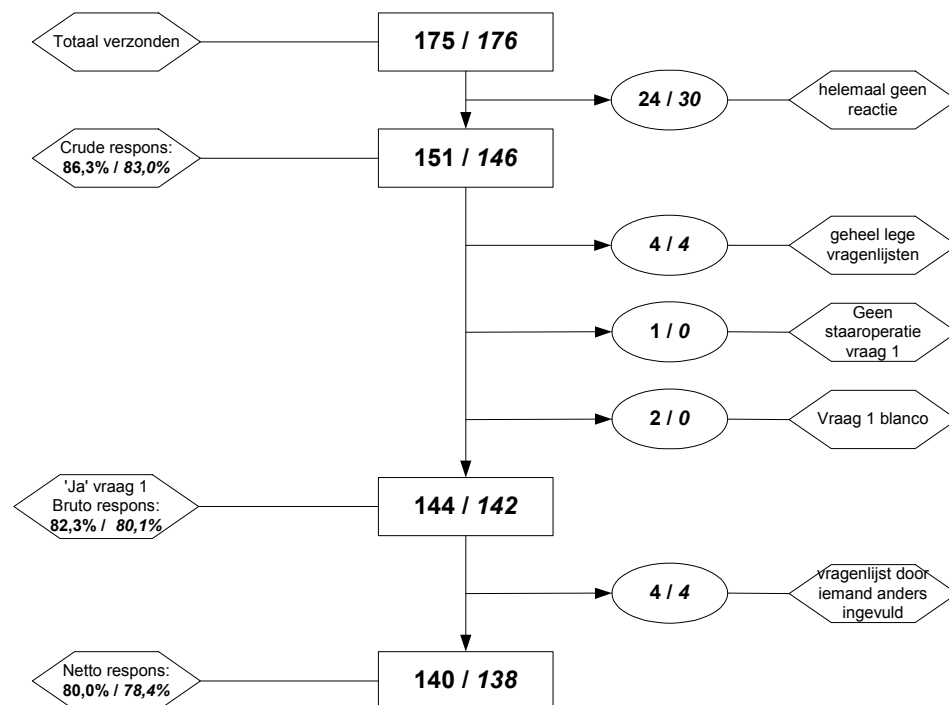 Totaal verzonden
175 / 176
24 / 30
helemaal geen
reactie
Crude respons:
86,3% / 83,0%
151 / 146
4 / 4
geheel lege
vragenlijsten
1 / 0
Geen
staaroperatie
vraag 1
2 / 0
Vraag 1 blanco
'Ja' vraag 1
Bruto respons:
82,3% / 80,1%
144 / 142
4 / 4
vragenlijst door
iemand anders
ingevuld
Netto respons:
80,0% / 78,4%
140 / 138